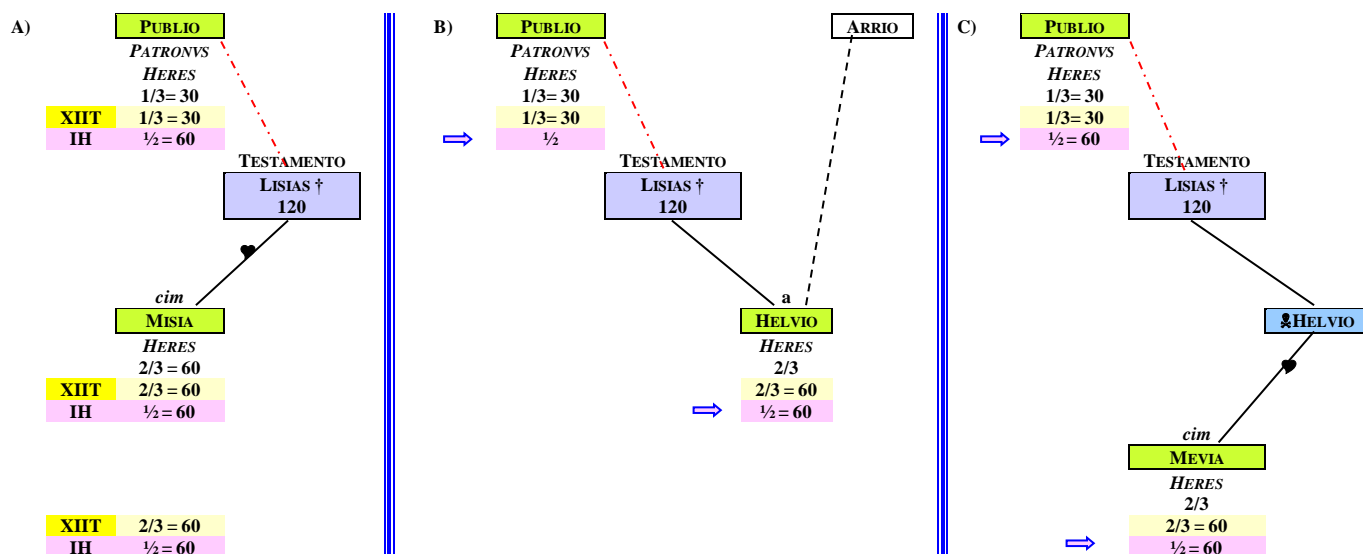 A)
PUBLIO
PATRONVS
HERES
1/3= 30
XIIT 1/3= 30
IH ½ = 60
TESTAMENTO
LISIAS †
120
cim
MISIA
HERES
2/3 = 60
XIIT 2/3 = 60
IH ½ = 60
XIIT 2/3 = 60
IH ½ = 60
B)
PUBLIO
ARRIO
PATRONVS
HERES
1/3= 30
1/3= 30
½
TESTAMENTO
LISIAS †
120
a
HELVIO
HERES
2/3
2/3 = 60
½ = 60
C)
PUBLIO
PATRONVS
HERES
1/3= 30
1/3= 30
½ = 60
TESTAMENTO
LISIAS †
120
☠HELVIO
cim
MEVIA
HERES
2/3
2/3 = 60
½ = 60